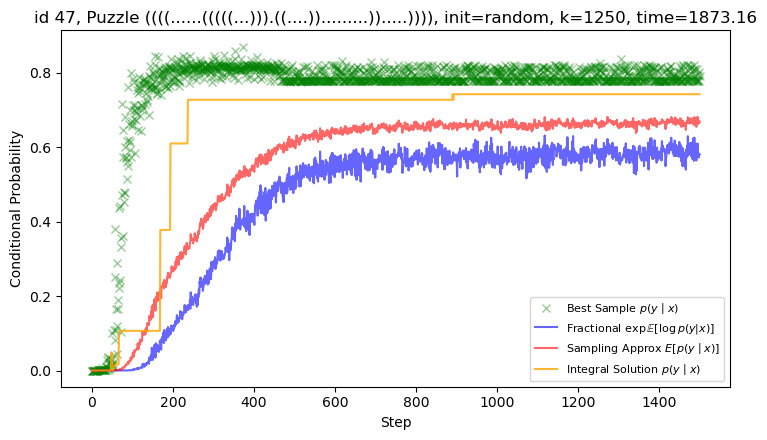 id 47, Puzzle ((((......(((((...))).((....)).........)).....)))), init=random, k=1250, time=1873.16
Conditional Probability
0.8
0.6
0.4
0.2
0.0
Best Sample p(y | x)
Fractional exp𝔼[log p(y|x)]
Sampling Approx E[p(y | x)]
Integral Solution p(y | x)
0 200 400 600 800 1000 1200 1400
Step